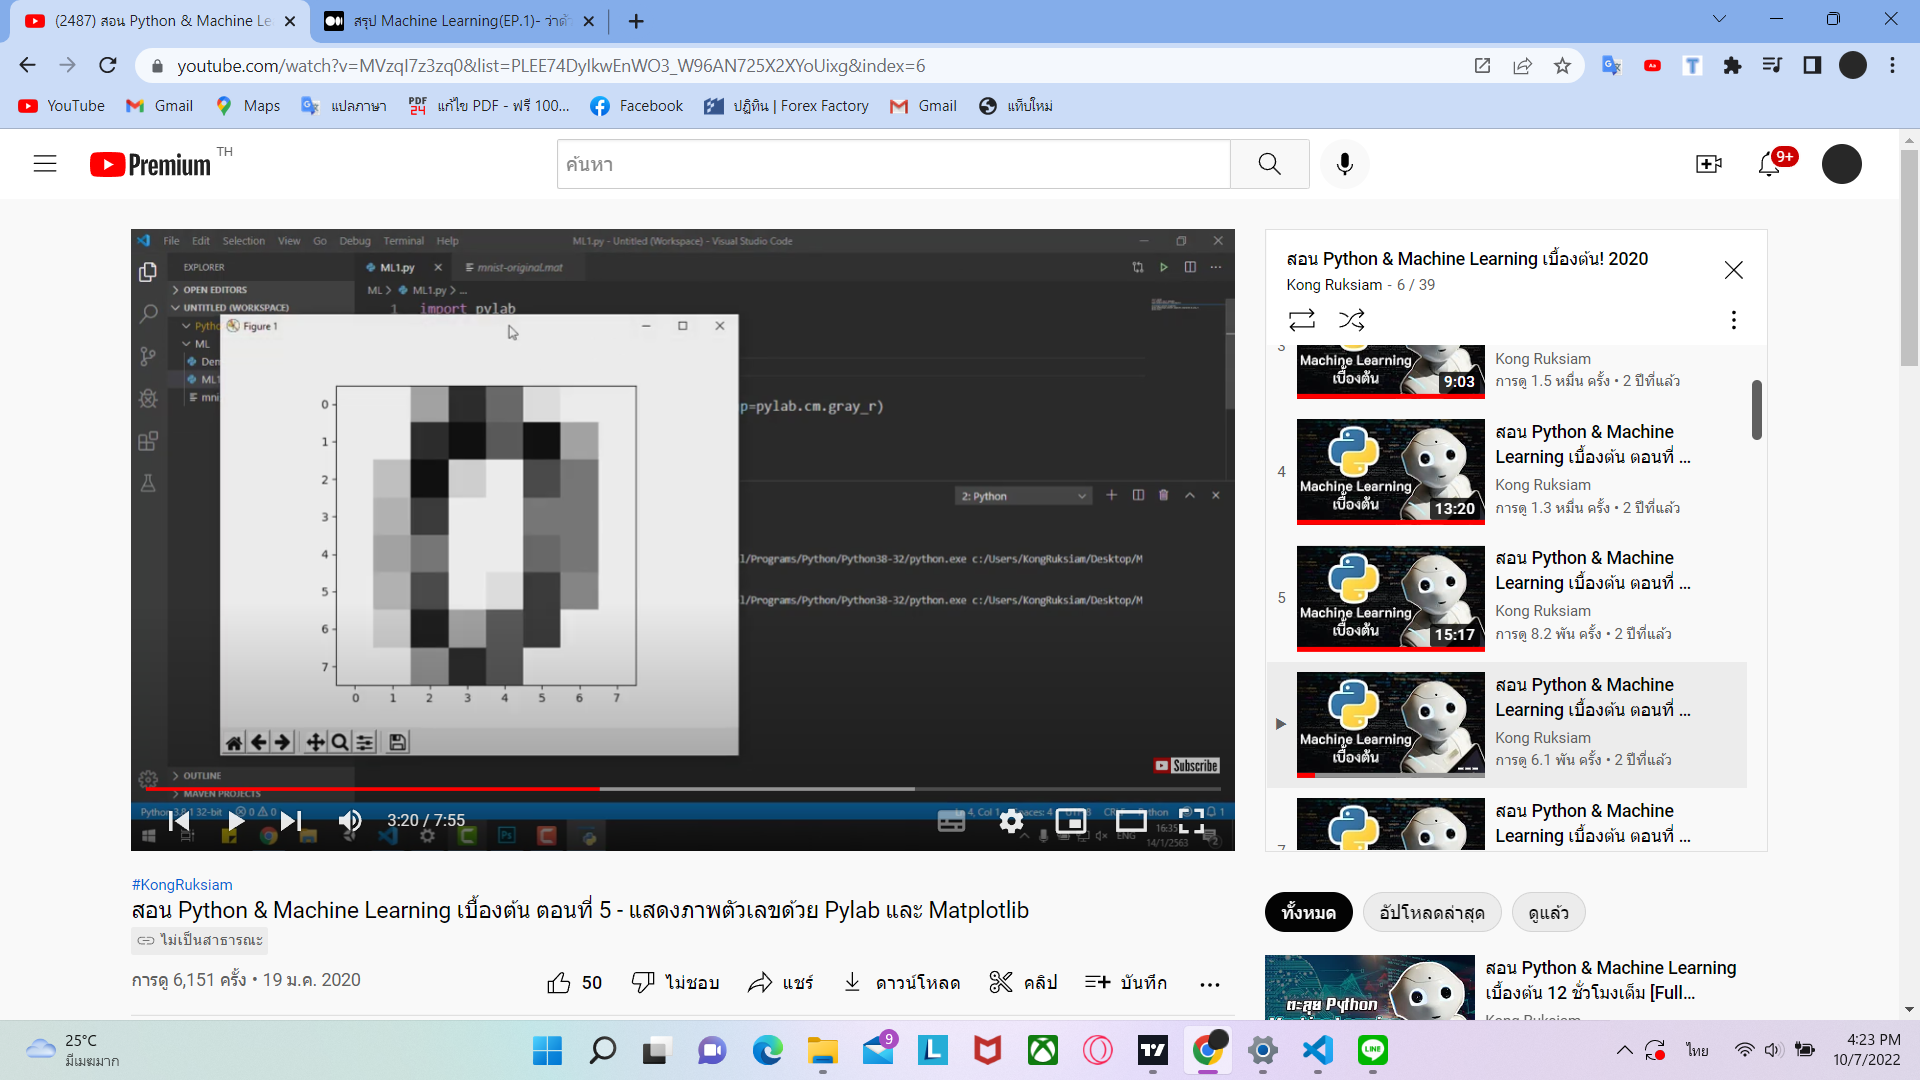 (2487) สอน Python & Machine Le
สรุป Machine Learning(EP.1)- ว่าด้ว
youtube.com/watch?v=MVzqI7z3zq0&list=PLEE74DyIkwEnWO3_W96AN725X2XYoUixg&index=6
YouTube
Gmail
Maps
แปลภาษา
แก้ไข PDF - ฟรี 100...
Facebook
ปฏิทิน | Forex Factory
Gmail
แท็บใหม่
Premium TH
ค้นหา
9+
File Edit Selection View Go Debug Terminal Help
ML1.py - Untitled (Workspace) - Visual Studio Code
EXPLORER
ML1.py
mnist-original.mat
OPEN EDITORS
ML > ML1.py > ...
UNTITLED (WORKSPACE)
1 import pylab
Pytho
Figure 1
ML
Den
ML1
mni
p=pylab.cm.gray_r)
0
1
2
3
4
5
6
7
0 1 2 3 4 5 6 7
2: Python
l/Programs/Python/Python38-32/python.exe c:/Users/KongRuksiam/Desktop/M
l/Programs/Python/Python38-32/python.exe c:/Users/KongRuksiam/Desktop/M
Subscribe
OUTLINE
MAVEN PROJECTS
3:20 / 7:55
ENG
16:35
14/1/2563
สอน Python & Machine Learning เบื้องต้น! 2020
Kong Ruksiam - 6 / 39
3
Machine Learning
เบื้องต้น
9:03
Kong Ruksiam
การดู 1.5 หมื่น ครั้ง • 2 ปีที่แล้ว
4
Machine Learning
เบื้องต้น
13:20
สอน Python & Machine
Learning เบื้องต้น ตอนที่ ...
Kong Ruksiam
การดู 1.3 หมื่น ครั้ง • 2 ปีที่แล้ว
5
Machine Learning
เบื้องต้น
15:17
สอน Python & Machine
Learning เบื้องต้น ตอนที่ ...
Kong Ruksiam
การดู 8.2 พัน ครั้ง • 2 ปีที่แล้ว
Machine Learning
เบื้องต้น
สอน Python & Machine
Learning เบื้องต้น ตอนที่ ...
Kong Ruksiam
การดู 6.1 พัน ครั้ง • 2 ปีที่แล้ว
7
สอน Python & Machine
Learning เบื้องต้น ตอนที่ ...
#KongRuksiam
สอน Python & Machine Learning เบื้องต้น ตอนที่ 5 - แสดงภาพตัวเลขด้วย Pylab และ Matplotlib
ไม่เป็นสาธารณะ
การดู 6,151 ครั้ง • 19 ม.ค. 2020
50
ไม่ชอบ
แชร์
ดาวน์โหลด
คลิป
บันทึก
ทั้งหมด
อัปโหลดล่าสุด
ดูแล้ว
ตะลุย Python
สอน Python & Machine Learning
เบื้องต้น 12 ชั่วโมงเต็ม [Full...
Kong Ruksiam
25°C
มีเมฆมาก
9
LINE
ไทย
4:23 PM
10/7/2022